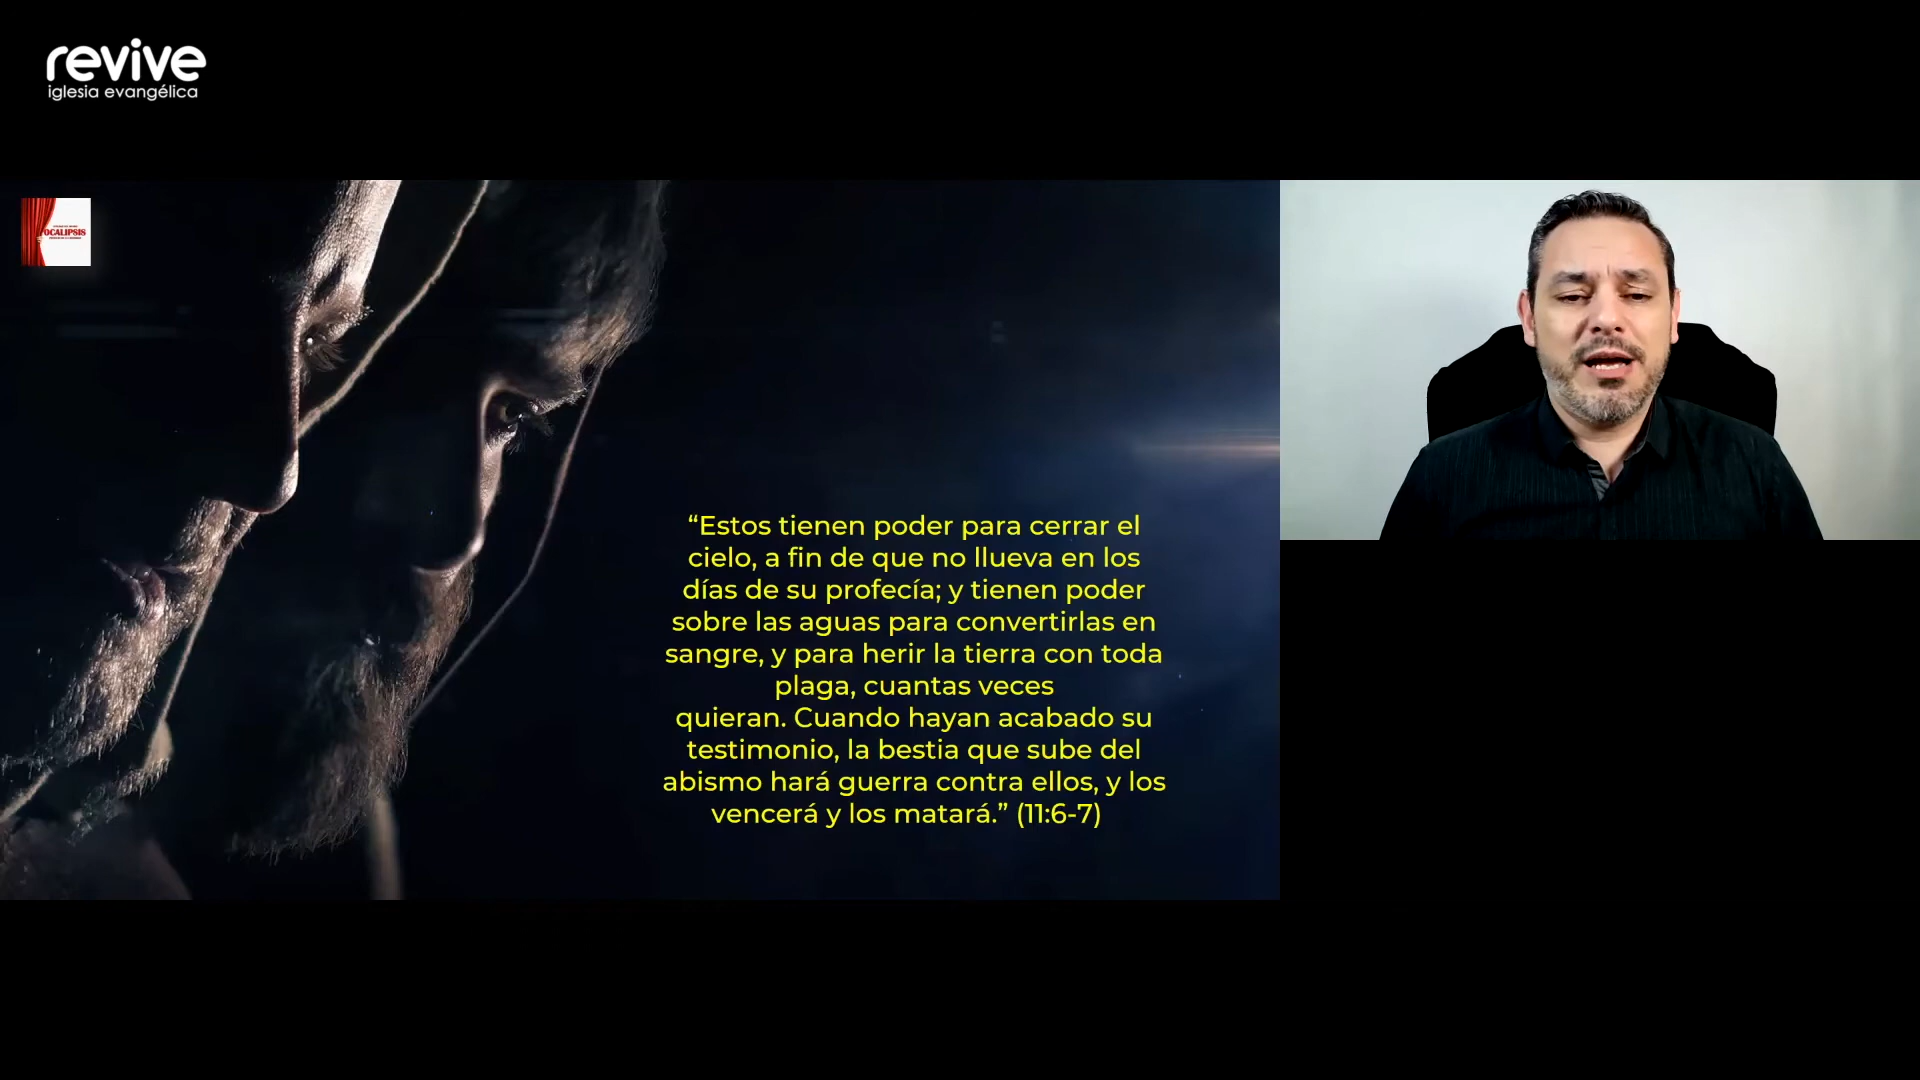 revive
iglesia evangélica
OCALIPSIS
“Estos tienen poder para cerrar el
cielo, a fin de que no llueva en los
días de su profecía; y tienen poder
sobre las aguas para convertirlas en
sangre, y para herir la tierra con toda
plaga, cuantas veces
quieran. Cuando hayan acabado su
testimonio, la bestia que sube del
abismo hará guerra contra ellos, y los
vencerá y los matará.” (11:6-7)